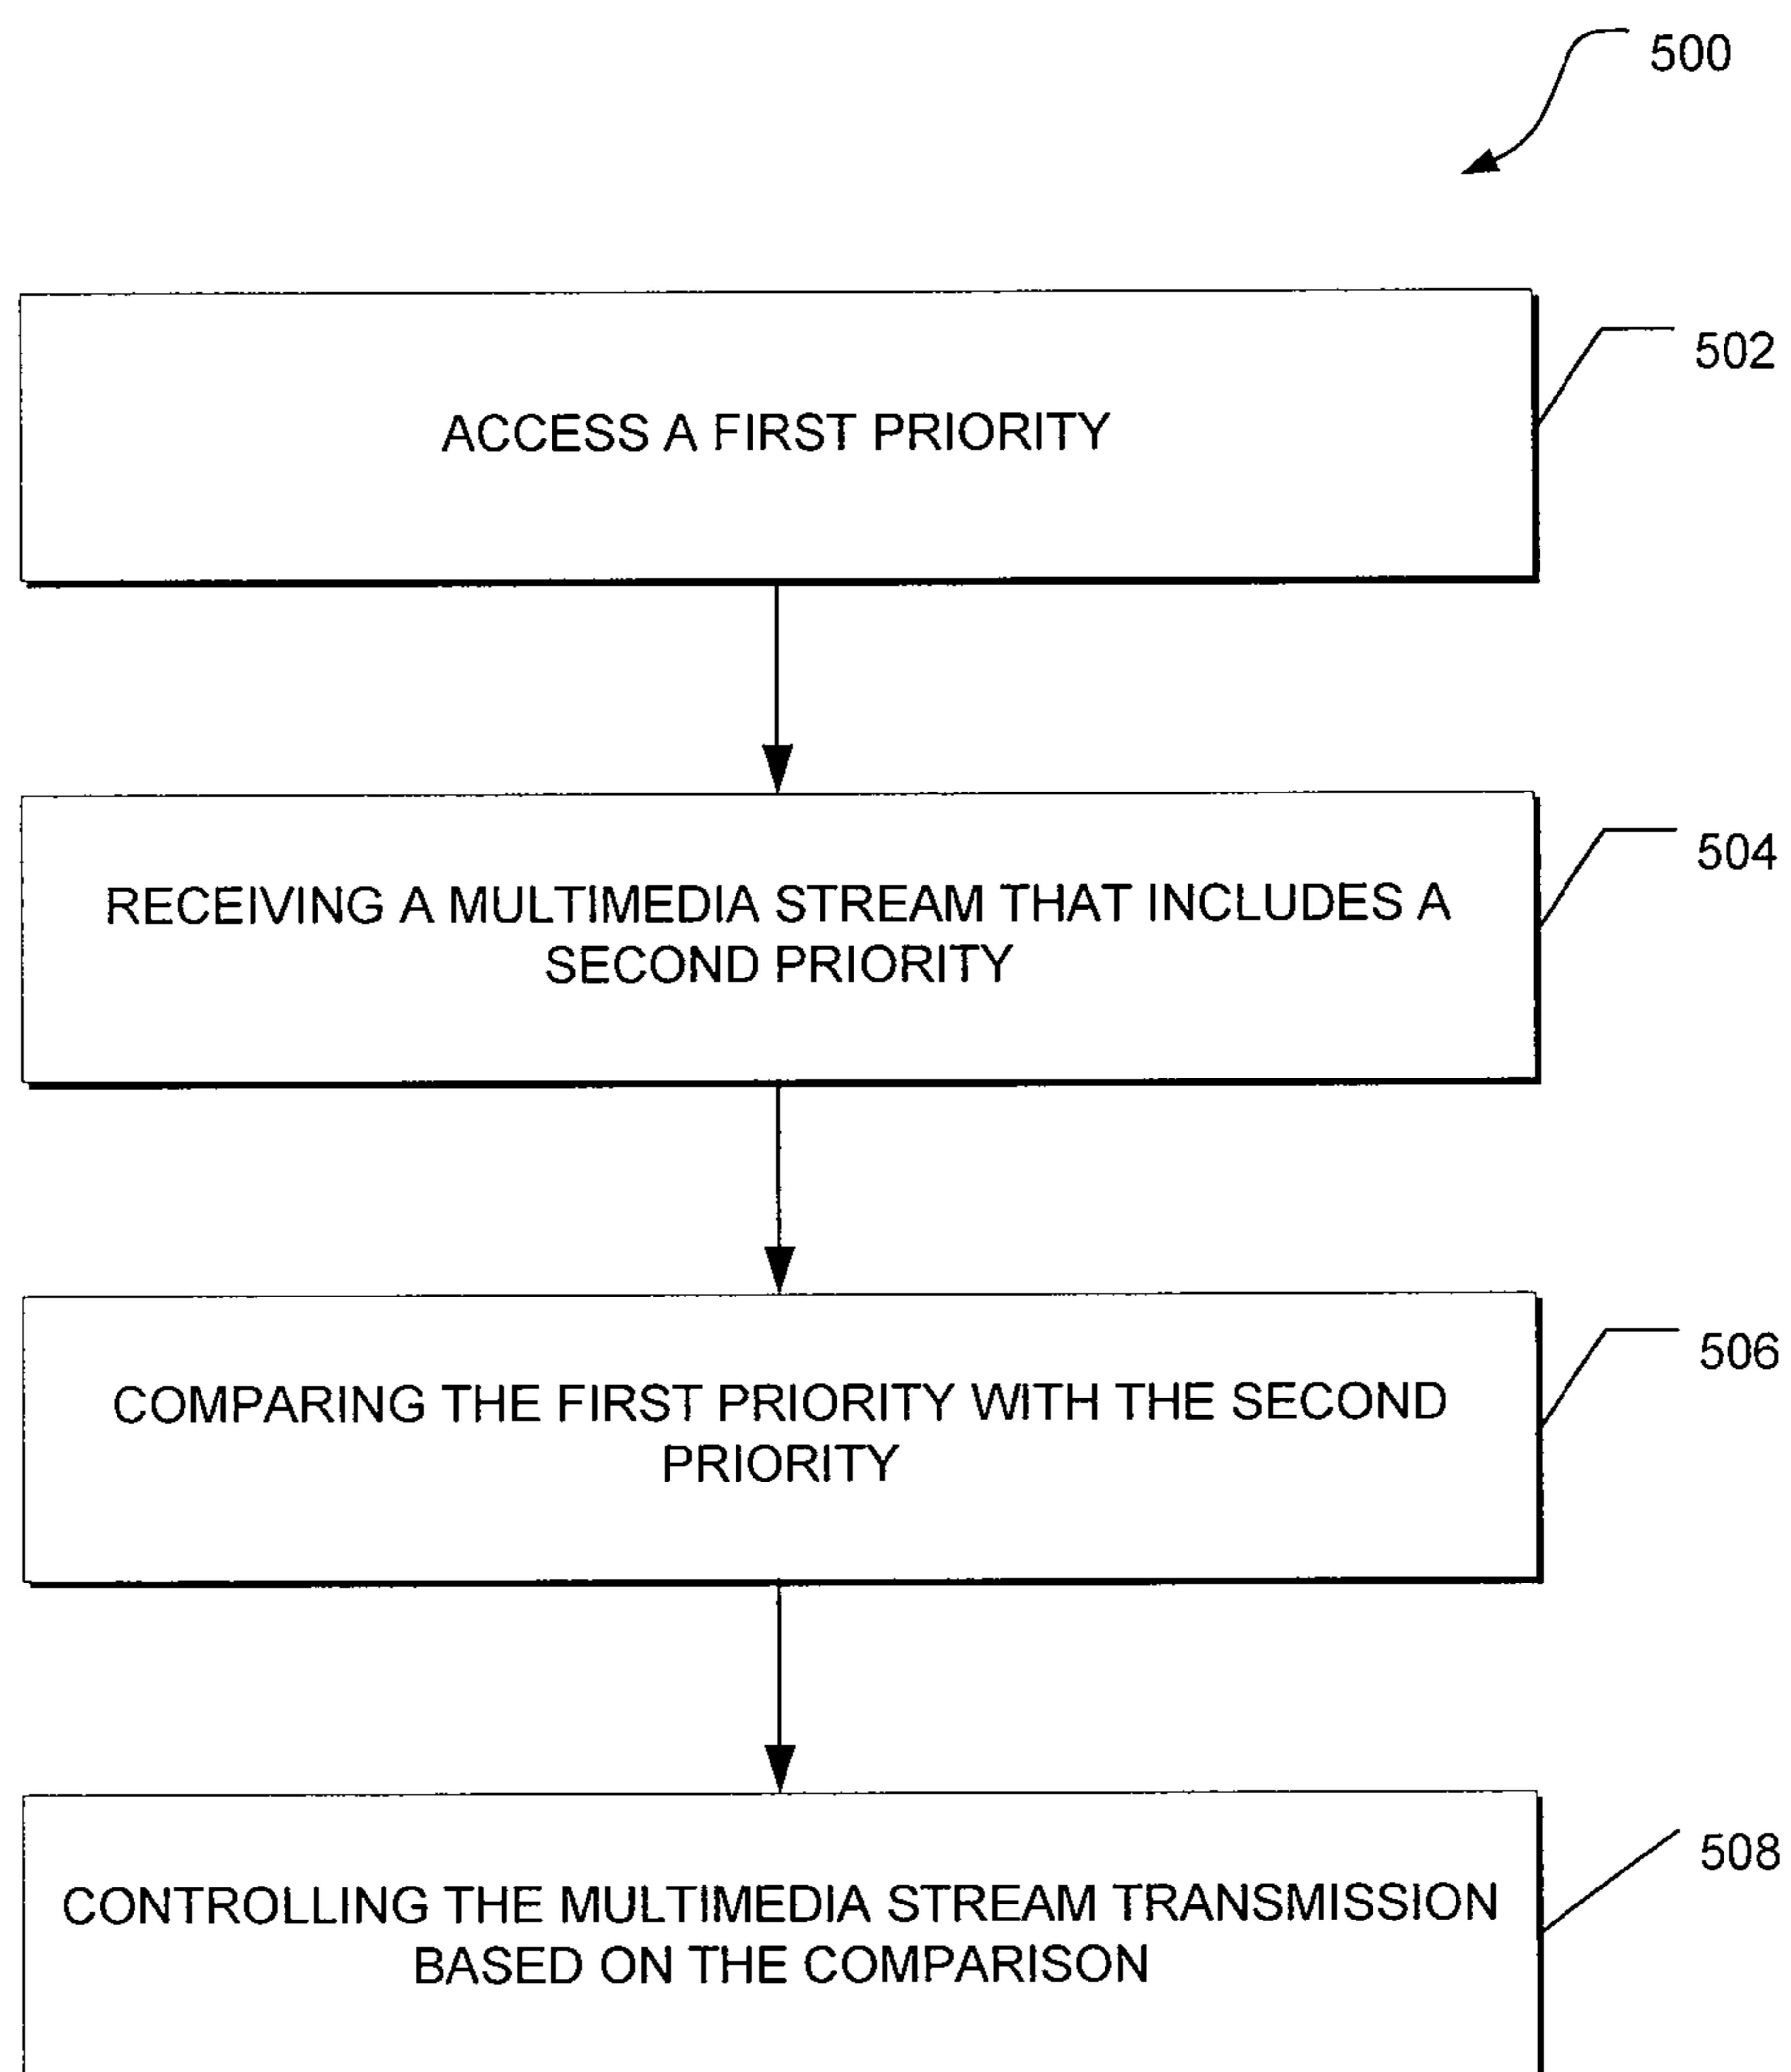 500
502
ACCESS A FIRST PRIORITY
504
RECEIVING A MULTIMEDIA STREAM THAT INCLUDES A
SECOND PRIORITY
506
COMPARING THE FIRST PRIORITY WITH THE SECOND
PRIORITY
508
CONTROLLING THE MULTIMEDIA STREAM TRANSMISSION
BASED ON THE COMPARISON